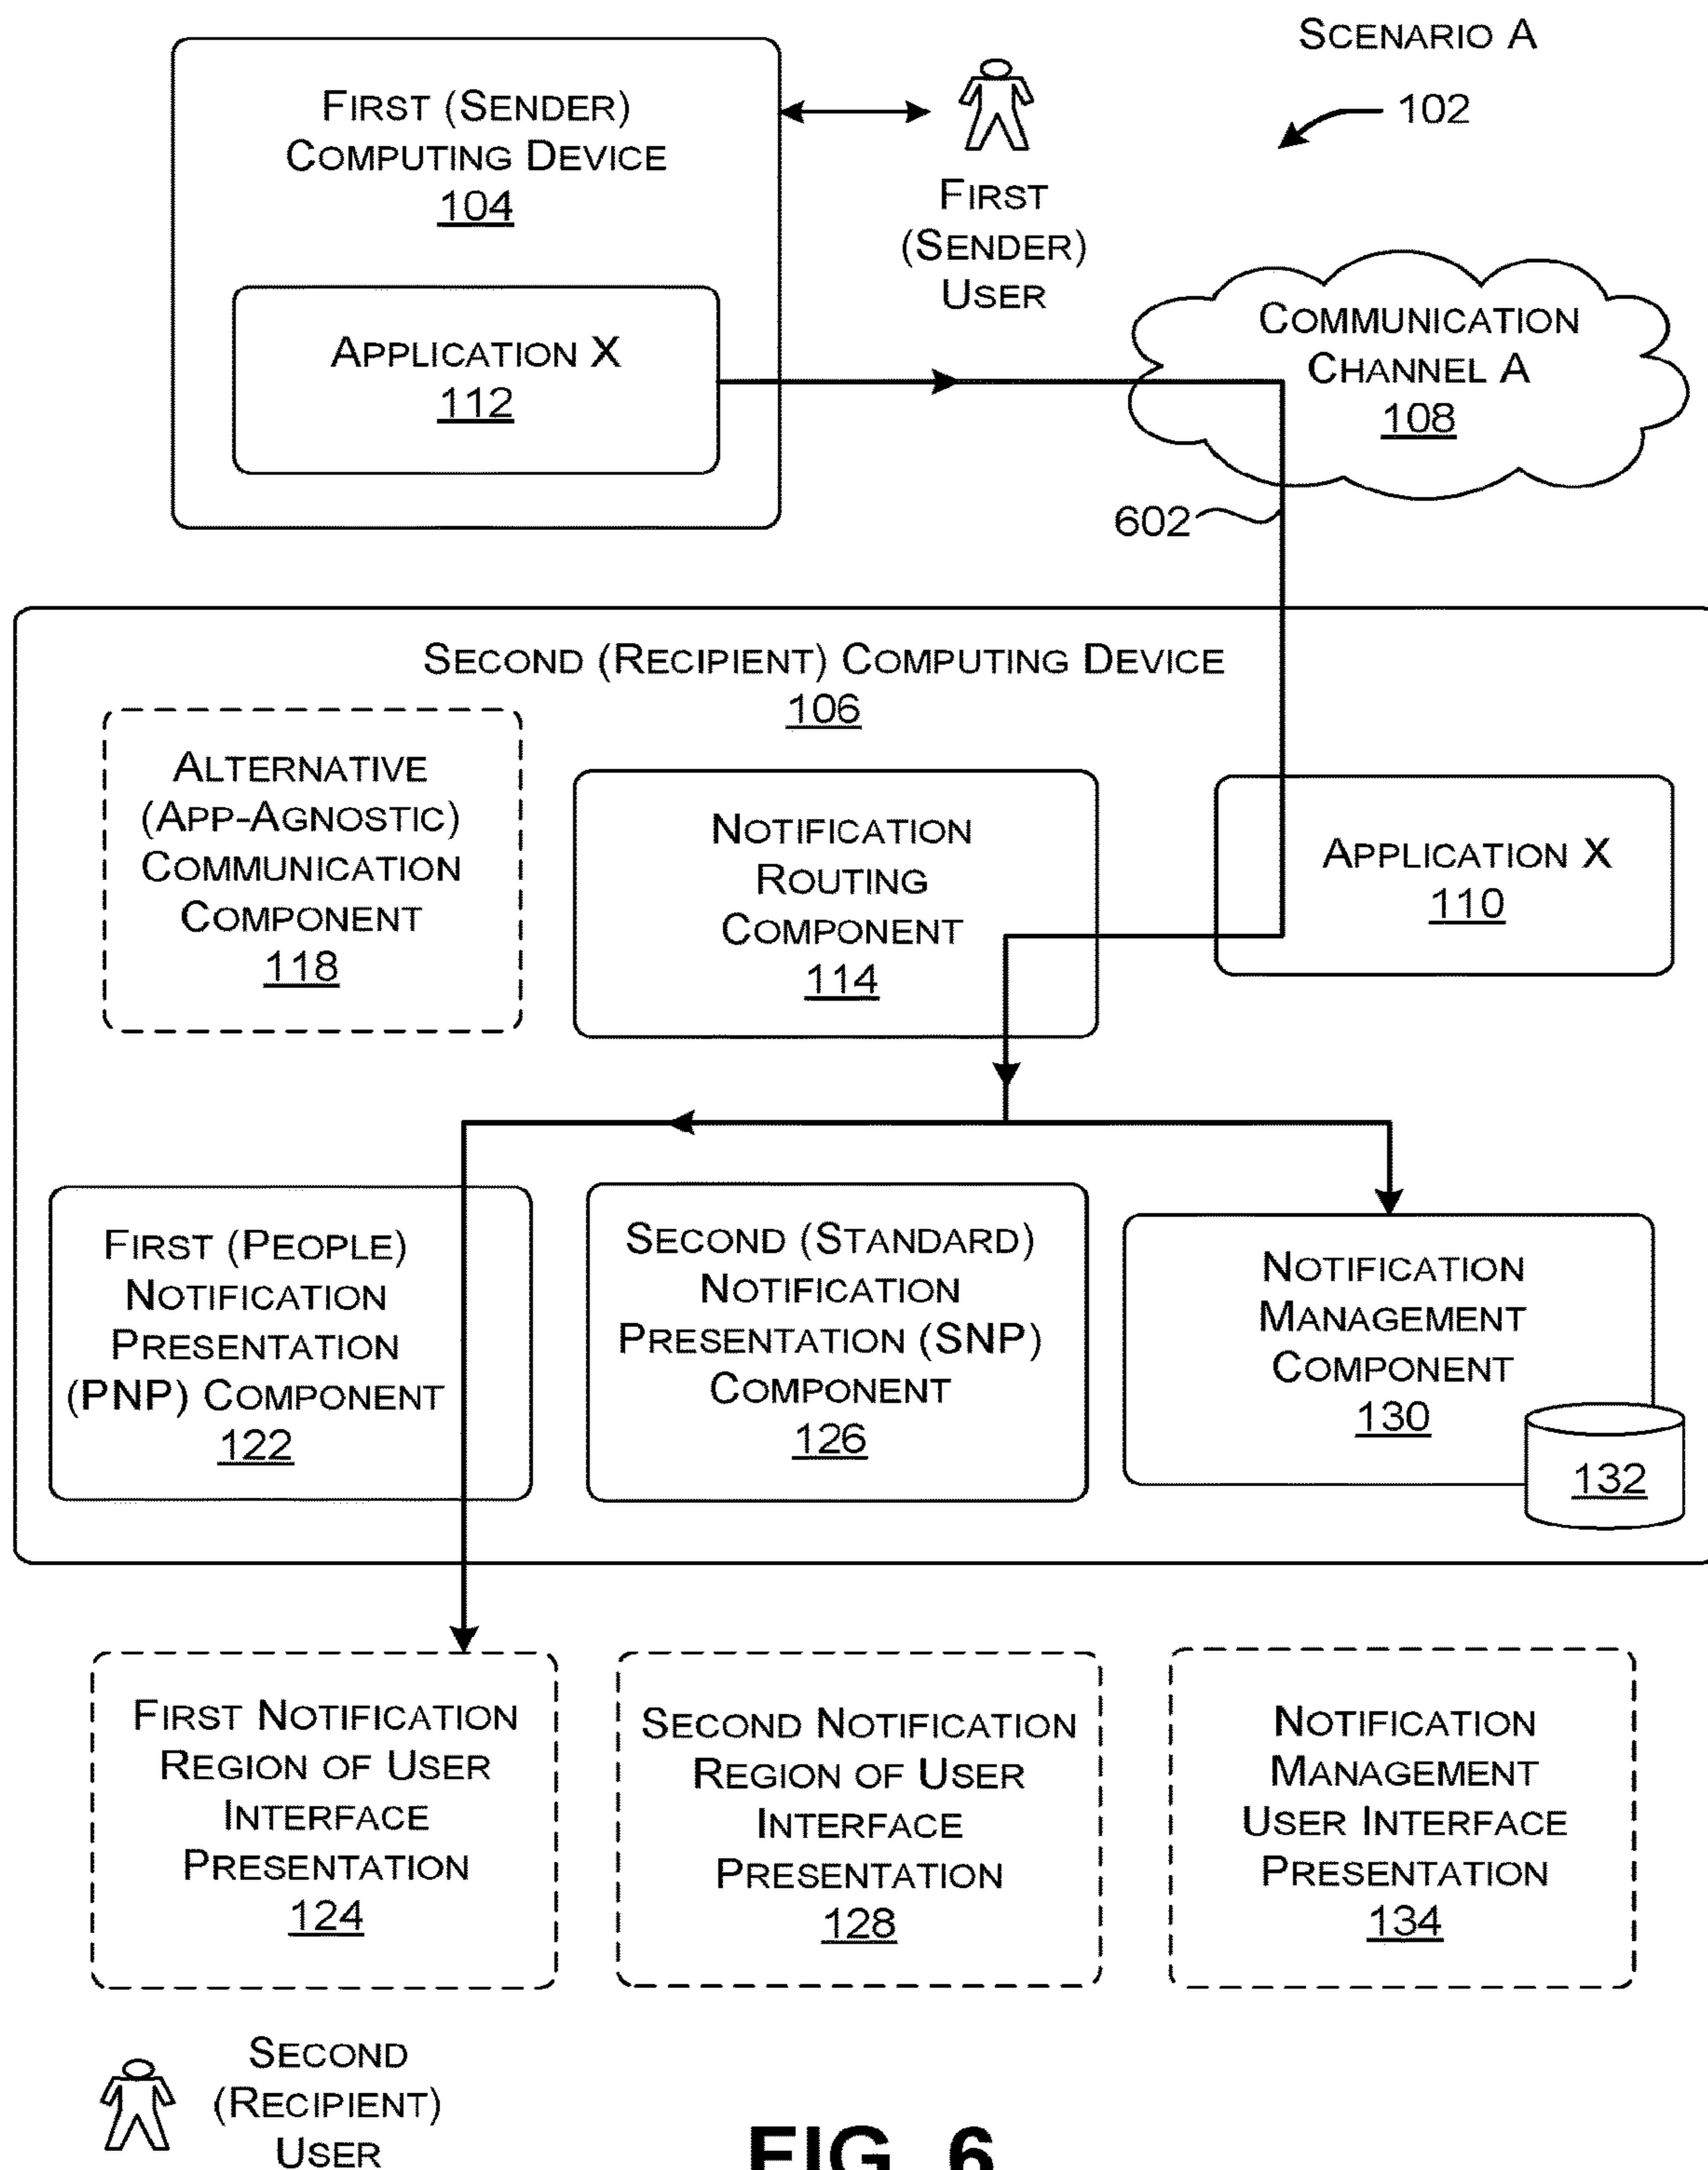 SCENARIO A
102
FIRST (SENDER)
COMPUTING DEVICE
104
FIRST
(SENDER)
USER
APPLICATION X
112
COMMUNICATION
CHANNEL A
108
602
SECOND (RECIPIENT) COMPUTING DEVICE
106
ALTERNATIVE
(APP-AGNOSTIC)
COMMUNICATION
COMPONENT
118
NOTIFICATION
ROUTING
COMPONENT
114
APPLICATION X
110
FIRST (PEOPLE)
NOTIFICATION
PRESENTATION
(PNP) COMPONENT
122
SECOND (STANDARD)
NOTIFICATION
PRESENTATION (SNP)
COMPONENT
126
NOTIFICATION
MANAGEMENT
COMPONENT
130
132
FIRST NOTIFICATION
REGION OF USER
INTERFACE
PRESENTATION
124
SECOND NOTIFICATION
REGION OF USER
INTERFACE
PRESENTATION
128
NOTIFICATION
MANAGEMENT
USER INTERFACE
PRESENTATION
134
SECOND
(RECIPIENT)
USER
FIG. 6